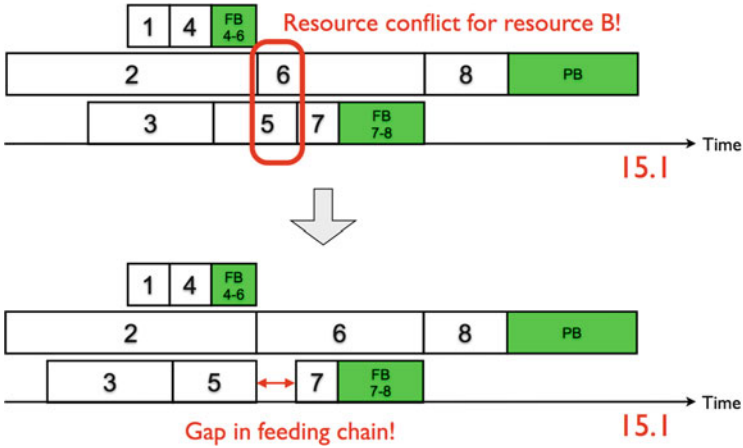 1 4 FB
4-6
Resource conflict for resource B!
2 6 8 PB
3 5 7 FB
7-8
Time
15.1
1 4 FB
4-6
2 6 8 PB
3 5 7 FB
7-8
Time
Gap in feeding chain!
15.1